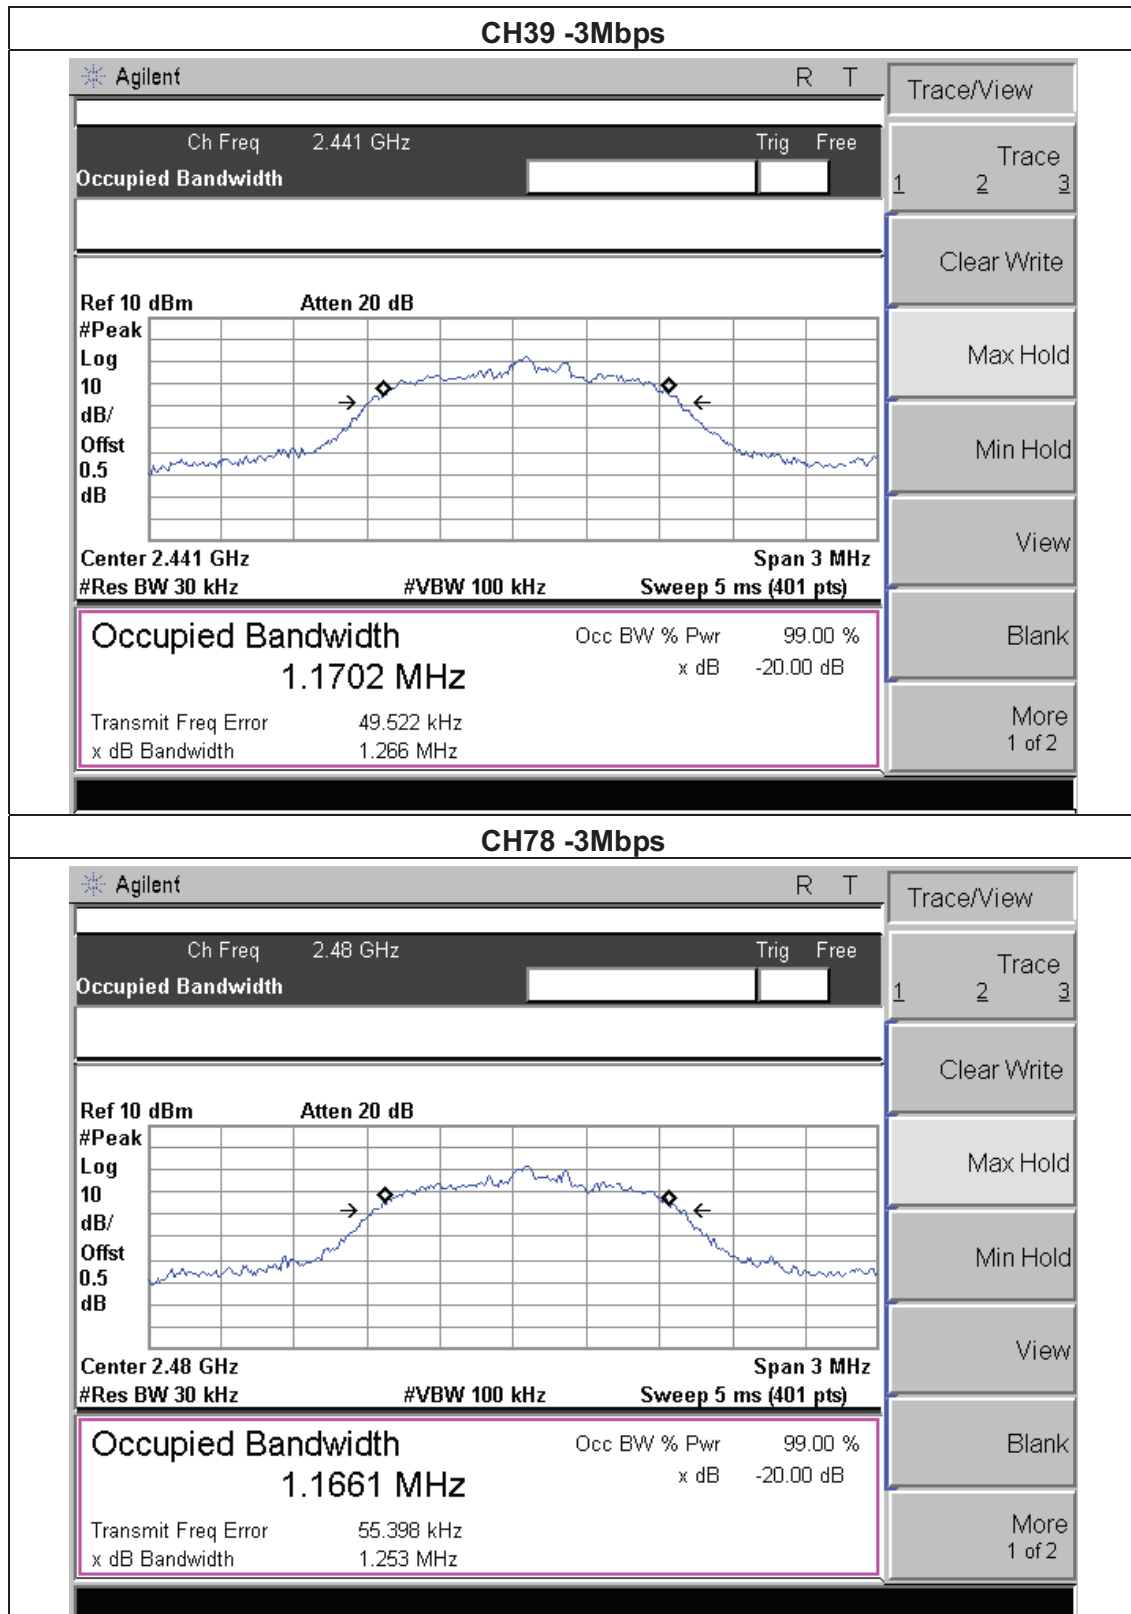 CH39 -3Mbps
Agilent R T
Trace/View
Ch Freq 2.441 GHz Trig Free
Occupied Bandwidth
Trace
1 2 3
Clear Write
Ref 10 dBm Atten 20 dB
#Peak
Log
10
dB/
Offst
0.5
dB
Max Hold
Min Hold
View
Center 2.441 GHz Span 3 MHz
#Res BW 30 kHz #VBW 100 kHz Sweep 5 ms (401 pts)
Occupied Bandwidth Occ BW % Pwr 99.00 %
1.1702 MHz x dB -20.00 dB
Transmit Freq Error 49.522 kHz
x dB Bandwidth 1.266 MHz
Blank
More
1 of 2
CH78 -3Mbps
Agilent R T
Trace/View
Ch Freq 2.48 GHz Trig Free
Occupied Bandwidth
Trace
1 2 3
Clear Write
Ref 10 dBm Atten 20 dB
#Peak
Log
10
dB/
Offst
0.5
dB
Max Hold
Min Hold
View
Center 2.48 GHz Span 3 MHz
#Res BW 30 kHz #VBW 100 kHz Sweep 5 ms (401 pts)
Occupied Bandwidth Occ BW % Pwr 99.00 %
1.1661 MHz x dB -20.00 dB
Transmit Freq Error 55.398 kHz
x dB Bandwidth 1.253 MHz
Blank
More
1 of 2